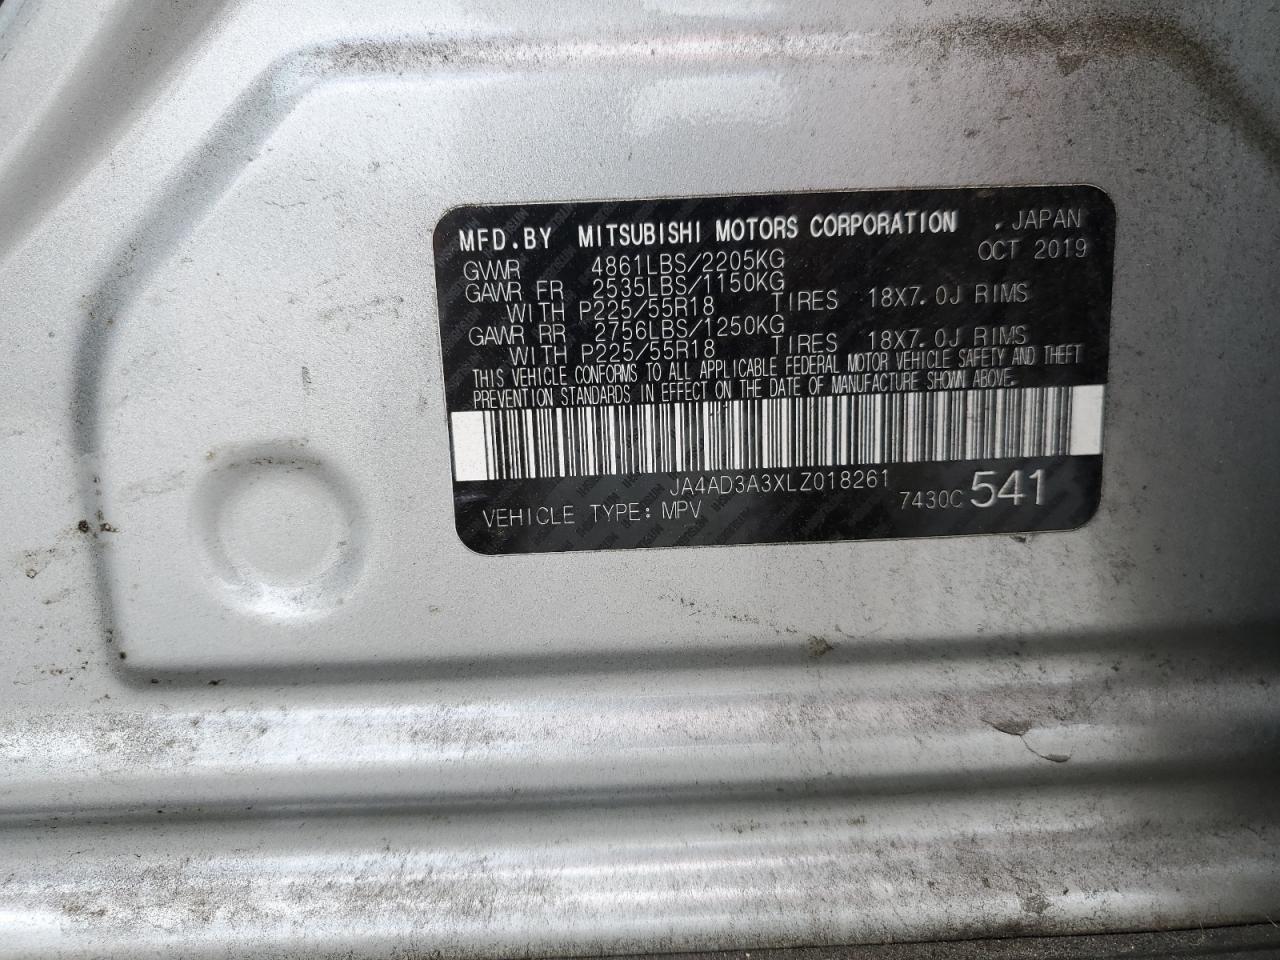 MFD.BY MITSUBISHI MOTORS CORPORATION . JAPAN
OCT 2019
GVWR 4861LBS/2205KG
GAWR FR 2535LBS/1150KG
WITH P225/55R18 TIRES 18X7.0J RIMS
GAWR RR 2756LBS/1250KG
WITH P225/55R18 TIRES 18X7.0J RIMS
THIS VEHICLE CONFORMS TO ALL APPLICABLE FEDERAL MOTOR VEHICLE SAFETY AND THEFT
PREVENTION STANDARDS IN EFFECT ON THE DATE OF MANUFACTURE SHOWN ABOVE.
JA4AD3A3XLZ018261
VEHICLE TYPE: MPV 7430C 541